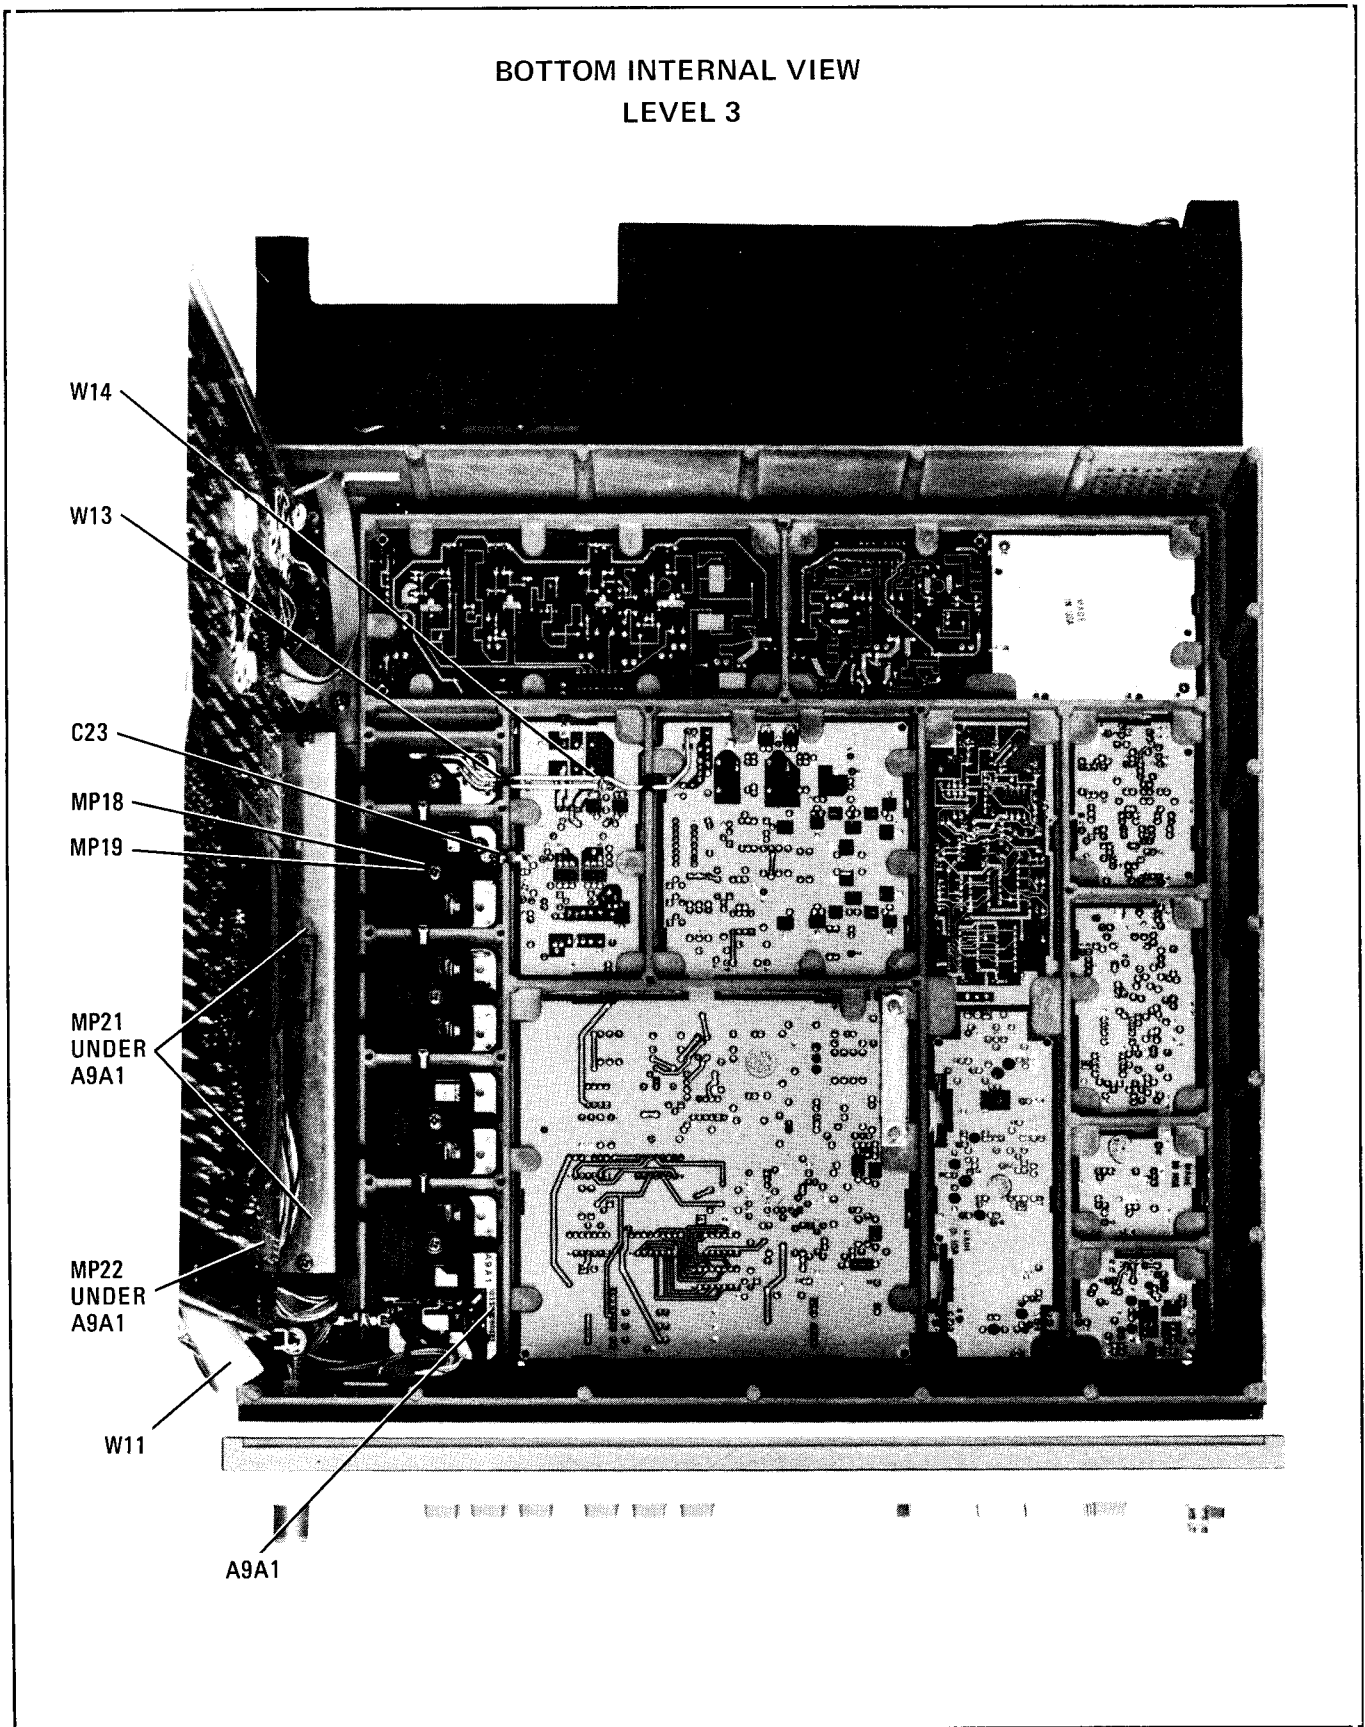 BOTTOM INTERNAL VIEW
LEVEL 3
W14
W13
C23
MP18
MP19
MP21
UNDER
A9A1
MP22
UNDER
A9A1
W11
A9A1